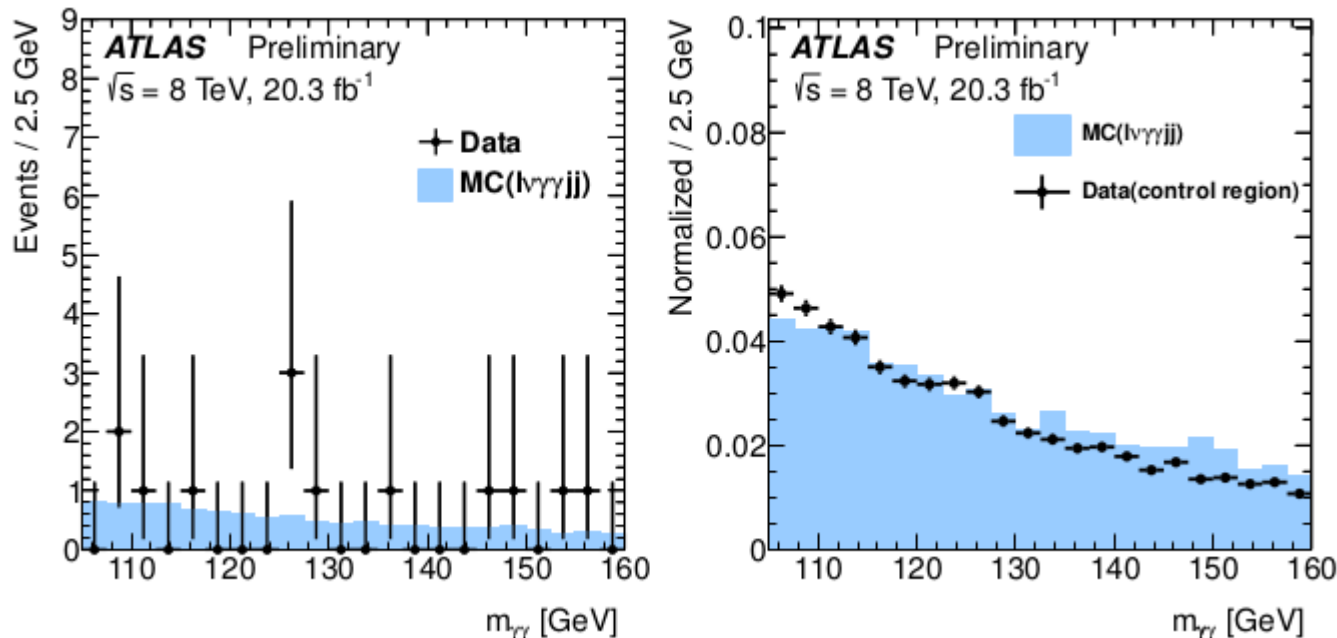 ATLAS Preliminary
√s = 8 TeV, 20.3 fb⁻¹
Data
MC(lνγγjj)
Events / 2.5 GeV
9
8
7
6
5
4
3
2
1
0
110 120 130 140 150 160
mγγ [GeV]
ATLAS Preliminary
√s = 8 TeV, 20.3 fb⁻¹
MC(lνγγjj)
Data(control region)
Normalized / 2.5 GeV
0.1
0.08
0.06
0.04
0.02
0
110 120 130 140 150 160
mγγ [GeV]